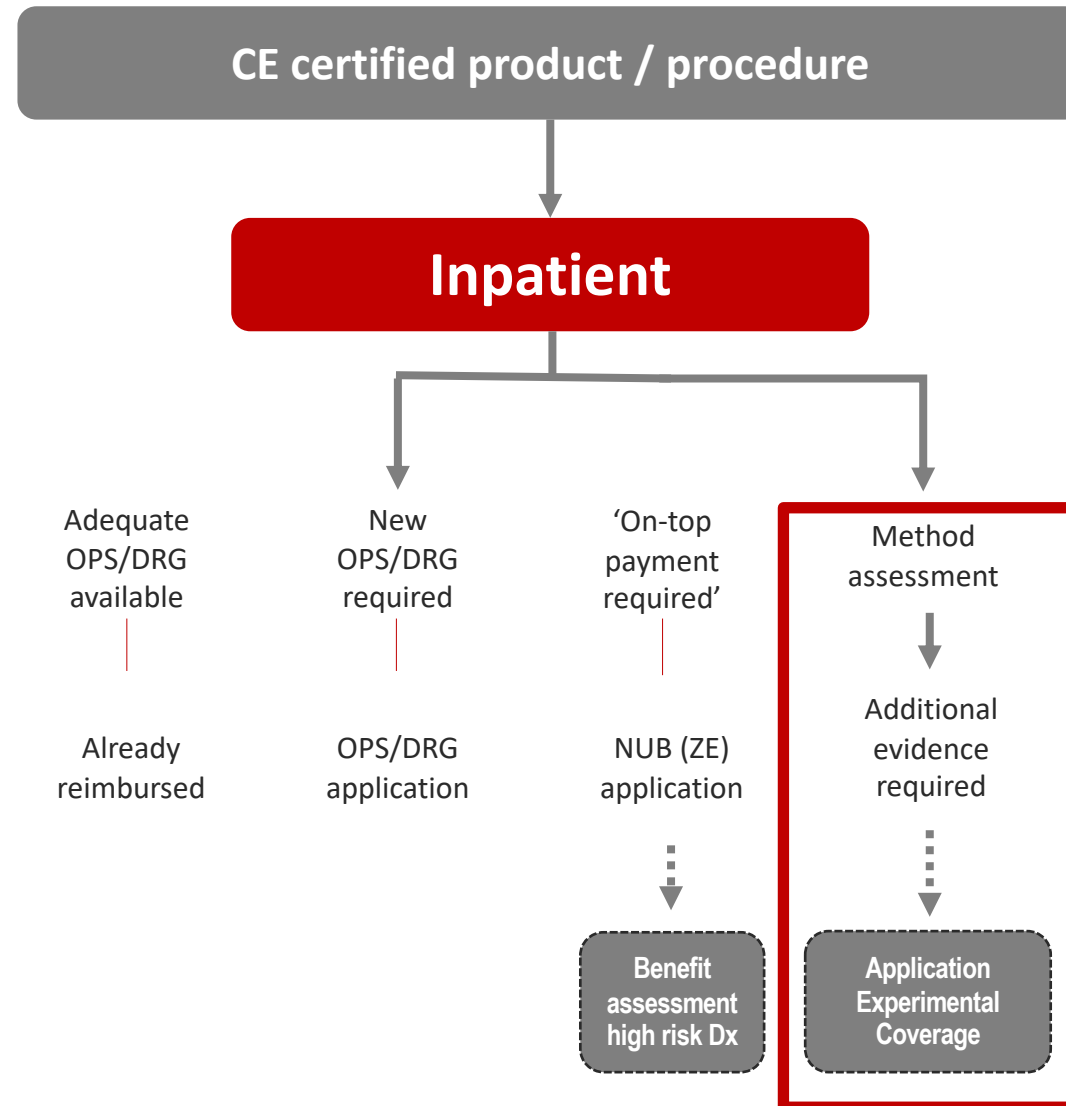 CE certified product / procedure
Inpatient
Adequate
OPS/DRG
available
New
OPS/DRG
required
‘On-top
payment
required’
Method
assessment
Already
reimbursed
OPS/DRG
application
NUB (ZE)
application
Additional
evidence
required
Benefit
assessment
high risk Dx
Application
Experimental
Coverage